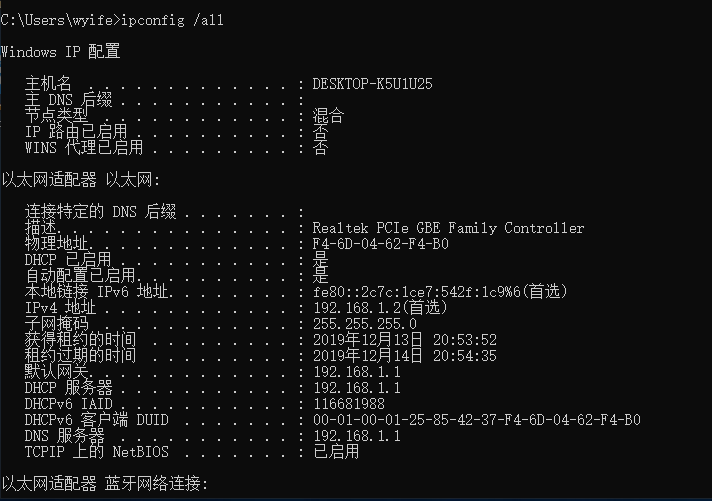 C:\Users\wyife>ipconfig /all
Windows IP 配置
主机名 . . . . . . . . . . . . . : DESKTOP-K5U1U25
主 DNS 后缀 . . . . . . . . . . . :
节点类型 . . . . . . . . . . . . : 混合
IP 路由已启用 . . . . . . . . . . : 否
WINS 代理已启用 . . . . . . . . . : 否
以太网适配器 以太网:
连接特定的 DNS 后缀 . . . . . . . :
描述. . . . . . . . . . . . . . . : Realtek PCIe GBE Family Controller
物理地址. . . . . . . . . . . . . : F4-6D-04-62-F4-B0
DHCP 已启用 . . . . . . . . . . . : 是
自动配置已启用. . . . . . . . . . : 是
本地链接 IPv6 地址. . . . . . . . : fe80::2c7c:1ce7:542f:1c9%6(首选)
IPv4 地址 . . . . . . . . . . . . : 192.168.1.2(首选)
子网掩码 . . . . . . . . . . . . : 255.255.255.0
获得租约的时间 . . . . . . . . . : 2019年12月13日 20:53:52
租约过期的时间 . . . . . . . . . : 2019年12月14日 20:54:35
默认网关. . . . . . . . . . . . . : 192.168.1.1
DHCP 服务器 . . . . . . . . . . . : 192.168.1.1
DHCPv6 IAID . . . . . . . . . . . : 116681988
DHCPv6 客户端 DUID . . . . . . . : 00-01-00-01-25-85-42-37-F4-6D-04-62-F4-B0
DNS 服务器 . . . . . . . . . . . : 192.168.1.1
TCPIP 上的 NetBIOS . . . . . . . : 已启用
以太网适配器 蓝牙网络连接: